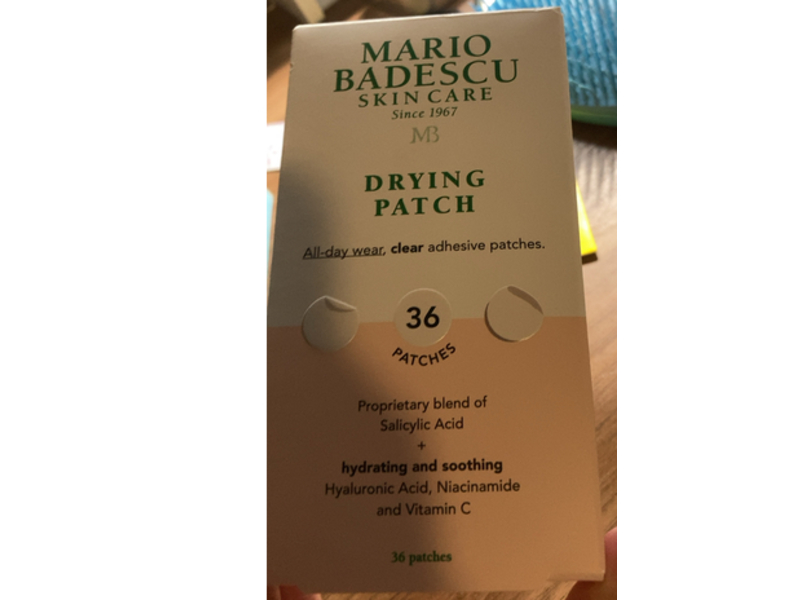 MARIO
BADESCU
SKIN CARE
Since 1967
MB
DRYING
PATCH
All-day wear, clear adhesive patches.
36
PATCHES
Proprietary blend of
Salicylic Acid
+
hydrating and soothing
Hyaluronic Acid, Niacinamide
and Vitamin C
36 patches